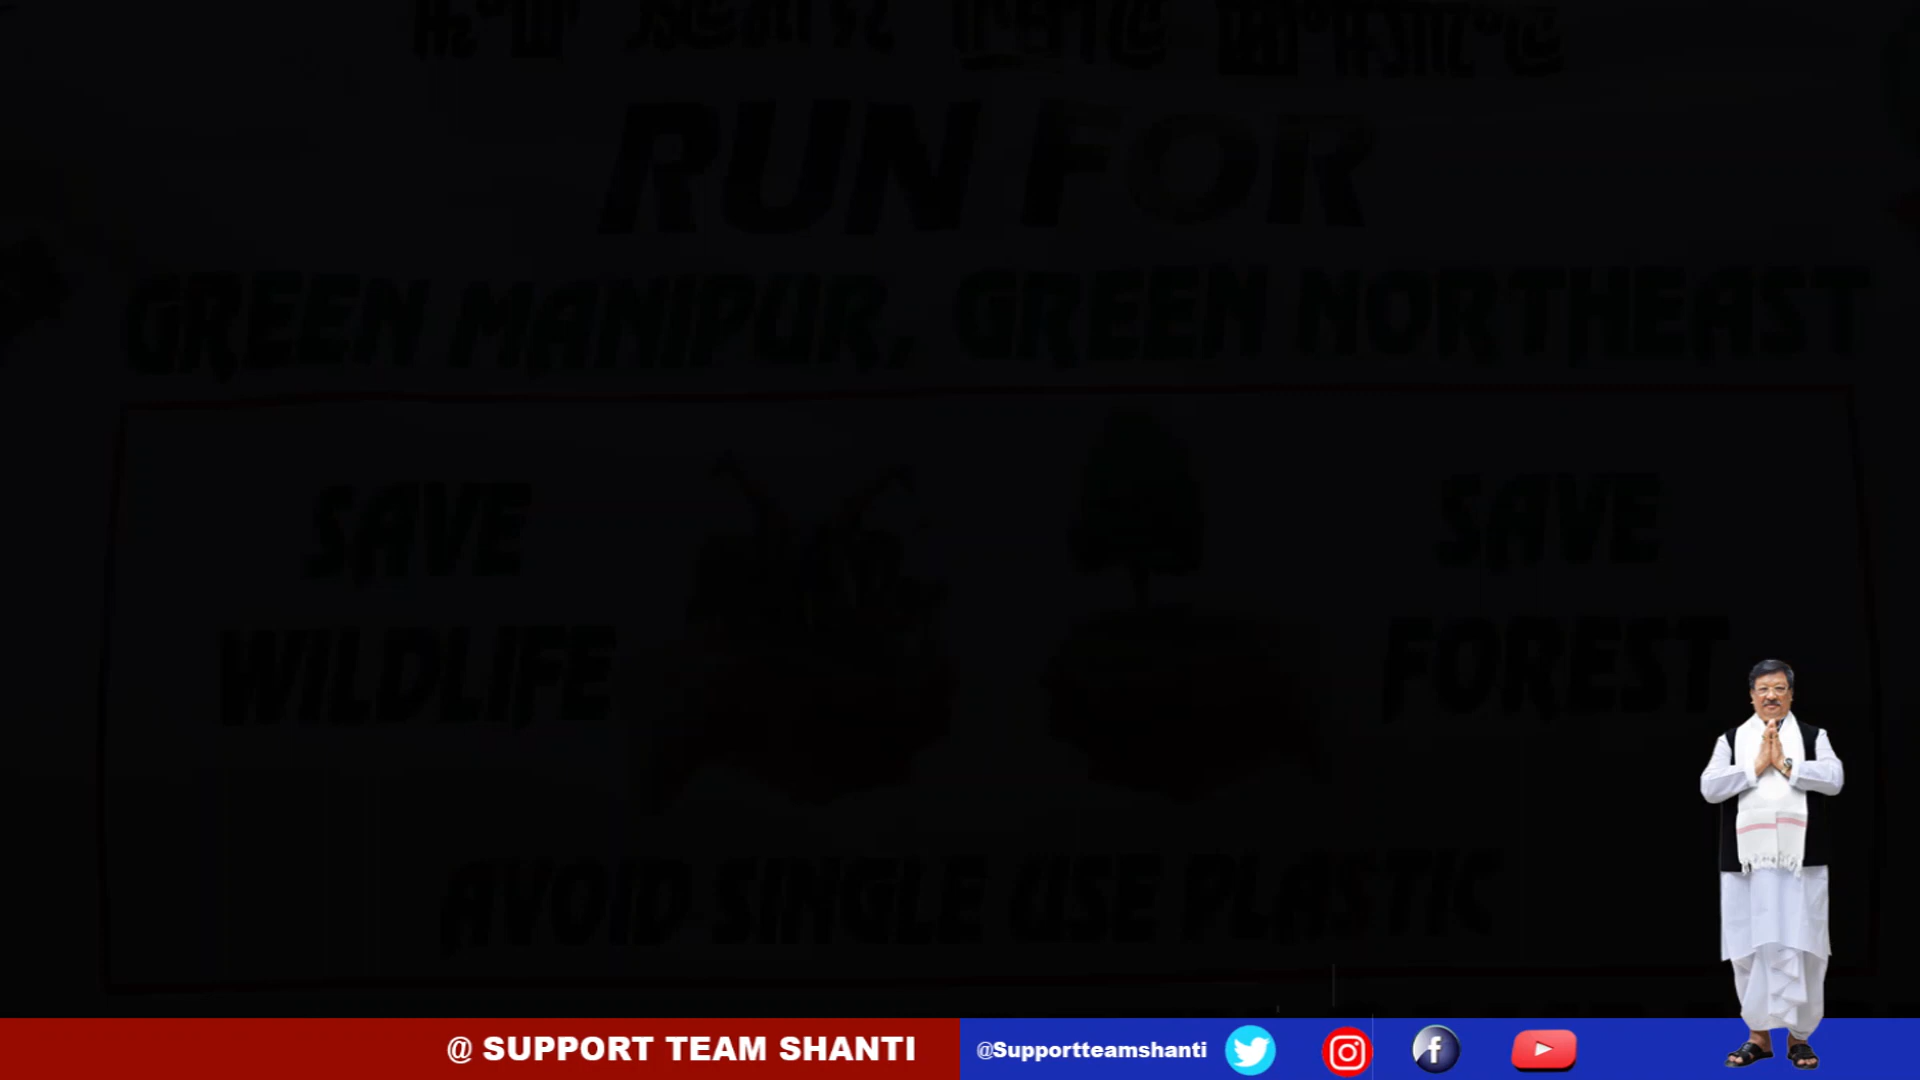 RUN FOR
GREEN MANIPUR, GREEN NORTHEAST
SAVE
WILDLIFE
SAVE
FOREST
AVOID SINGLE USE PLASTIC
@ SUPPORT TEAM SHANTI
@Supportteamshanti